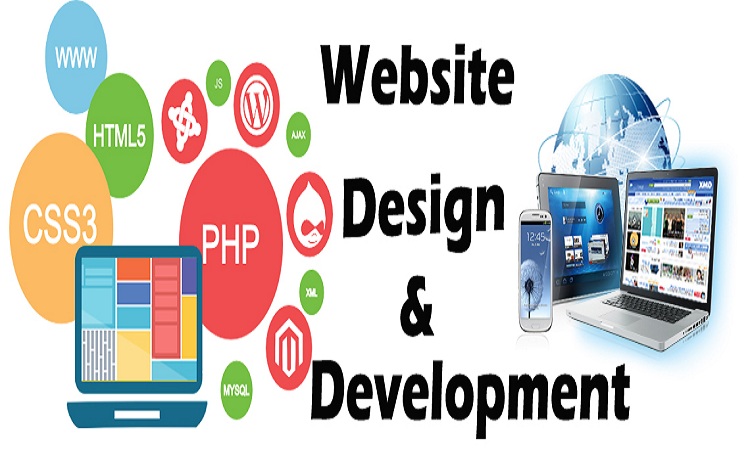 WWW
HTML5
CSS3
JS
AJAX
PHP
XML
MYSQL
Website
Design
&
Development
12:45